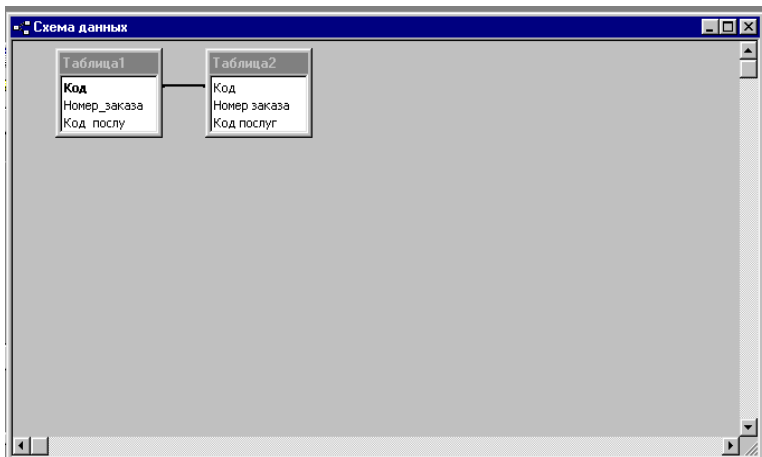 Схема данных
Таблица1
Код
Номер_заказа
Код послу
Таблица2
Код
Номер заказа
Код послуг